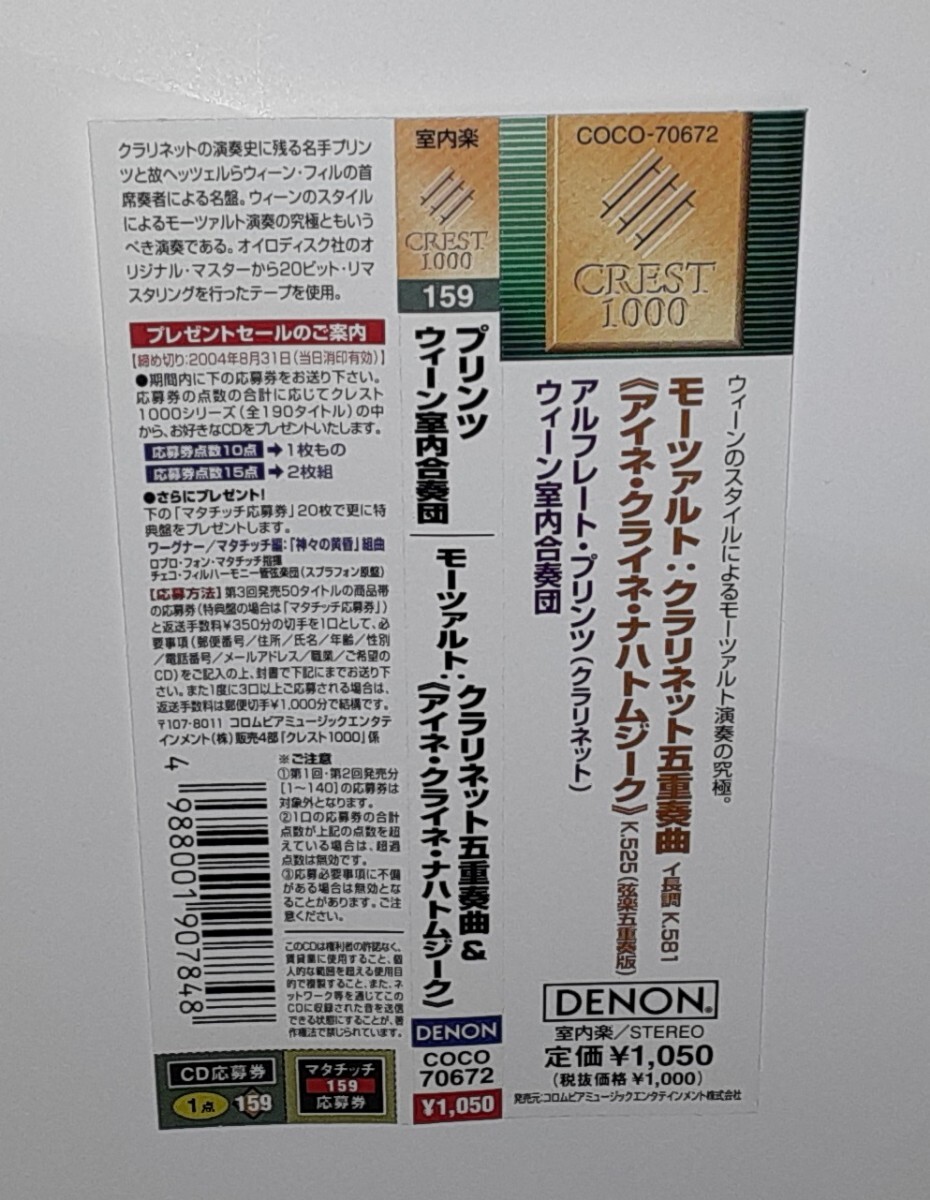 クラリネットの演奏史に残る名手プリン
ツと故ヘッツェルらウィーン・フィルの首
席奏者による名盤。ウィーンのスタイル
によるモーツァルト演奏の究極ともいう
べき演奏である。オイロディスク社のオ
リジナル・マスターから20ビット・リマ
スタリングを行ったテープを使用。
プレゼントセールのご案内
【締め切り:2004年8月31日(当日消印有効)】
●期間内に下の応募券をお送り下さい。
応募券の点数の合計に応じてクレスト
1000シリーズ(全190タイトル)の中
から、お好きなCDをプレゼントいたします。
応募券点数10点 → 1枚もの
応募券点数15点 → 2枚組
●さらにプレゼント!
下の「マタチッチ応募券」20枚で更に特
典盤をプレゼントします。
ワーグナー/マタチッチ編:「神々の黄昏」組曲
ロブロ・フォン・マタチッチ指揮
チェコ・フィルハーモニー管弦楽団(スプラフォン原盤)
【応募方法】第3回発売50タイトルの商品帯
の応募券(特典盤の場合は「マタチッチ応募券」)
と返送手数料¥350分の切手を1口として、必
要事項(郵便番号/住所/氏名/年齢/性別
/電話番号/メールアドレス/職業/ご希望の
CD)をご記入の上、封書で下記にまでお送り下
さい。また1度に3口以上ご応募される場合は、
返送手数料は郵便切手¥1,000分で結構です。
〒107-8011 コロムビアミュージックエンタテ
インメント(株)販売4部「クレスト1000」係
※ご注意
①第1回・第2回発売分
[1~140]の応募券は
対象外となります。
②1口の応募券の合計
点数が上記の点数を超
えている場合は、超過
点数は無効です。
③応募必要事項に不備
がある場合は無効とな
ることがあります。ご注
意ください。
このCDは権利者の許諾なく、
賃貸業に使用すること、個
人的な範囲を超える使用目
的で複製すること、また、ネ
ットワーク等を通じてこの
CDに収録された音を送信
できる状態にすることが、著
作権法で禁じられています。
4 988001 907848
CD応募券
1点 159
マタチッチ
159
応募券
室内楽
CREST
1000
159
プリンツ
ウィーン室内合奏団
モーツァルト:クラリネット五重奏曲&
《アイネ・クライネ・ナハトムジーク》
DENON
COCO
70672
¥1,050
COCO-70672
CREST
1000
ウィーンのスタイルによるモーツァルト演奏の究極。
モーツァルト:クラリネット五重奏曲 イ長調 K.581
《アイネ・クライネ・ナハトムジーク》K.525(弦楽五重奏版)
アルフレート・プリンツ(クラリネット)
ウィーン室内合奏団
DENON®
室内楽/STEREO
定価¥1,050
(税抜価格¥1,000)
発売元:コロムビアミュージックエンタテインメント株式会社